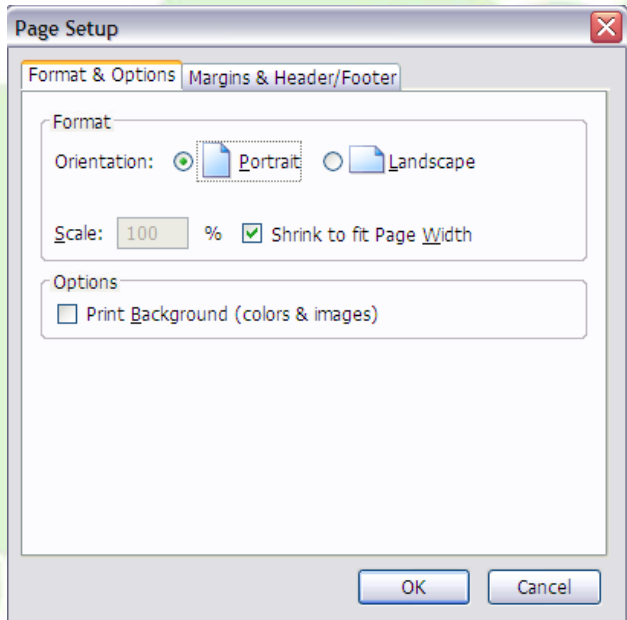 Page Setup
Format & Options Margins & Header/Footer
Format
Orientation: Portrait Landscape
Scale: 100 % Shrink to fit Page Width
Options
Print Background (colors & images)
OK Cancel